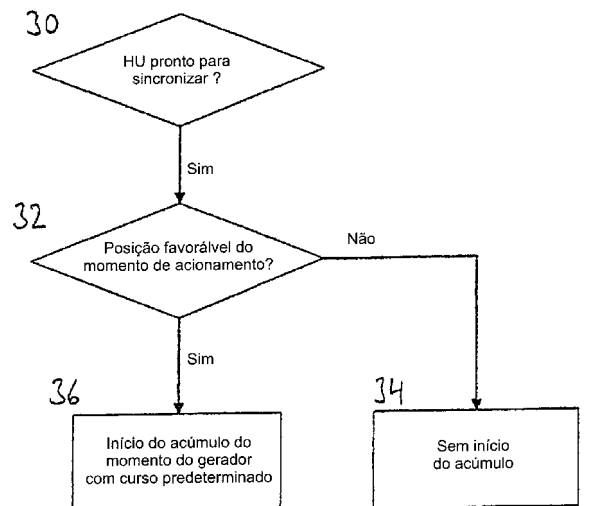 30
HU pronto para
sincronizar ?
Sim
32
Posição favorálvel do
momento de acionamento?
Não
Sim
36
Início do acúmulo do
momento do gerador
com curso predeterminado
34
Sem início
do acúmulo